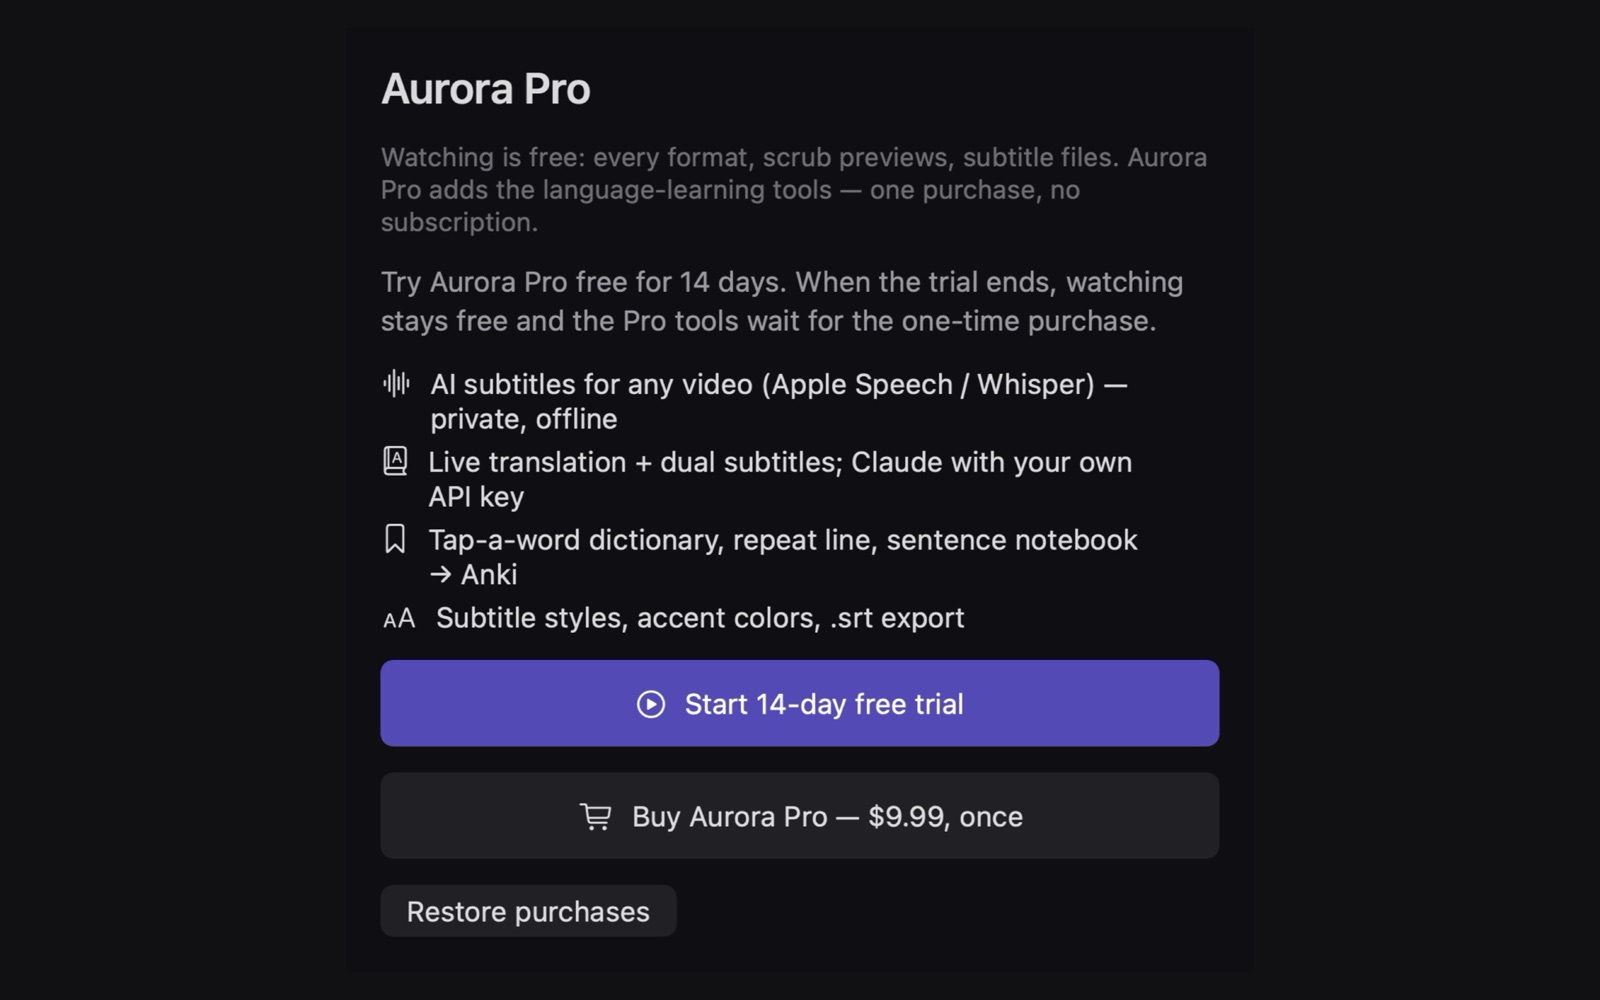 Aurora Pro
Watching is free: every format, scrub previews, subtitle files. Aurora
Pro adds the language-learning tools — one purchase, no
subscription.
Try Aurora Pro free for 14 days. When the trial ends, watching
stays free and the Pro tools wait for the one-time purchase.
AI subtitles for any video (Apple Speech / Whisper) —
private, offline
Live translation + dual subtitles; Claude with your own
API key
Tap-a-word dictionary, repeat line, sentence notebook
→ Anki
Subtitle styles, accent colors, .srt export
Start 14-day free trial
Buy Aurora Pro — $9.99, once
Restore purchases